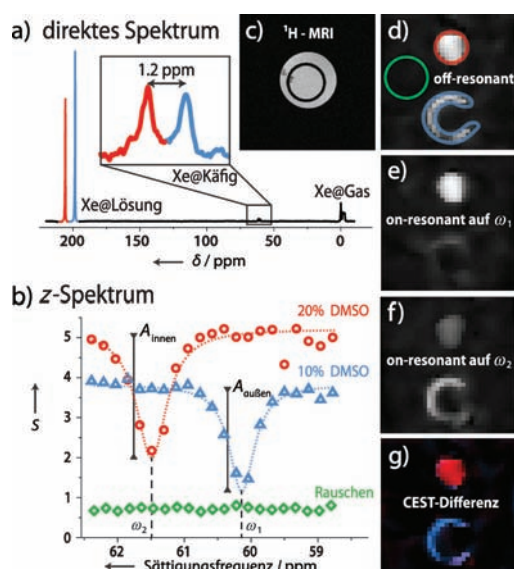 a) direktes Spektrum
1.2 ppm
Xe@Käfig
Xe@Lösung
Xe@Gas
200
150
100
50
0
← δ / ppm
b) z-Spektrum
20% DMSO
A innen
10% DMSO
A außen
Rauschen
ω2
ω1
→ S
5
4
3
2
1
0
62
61
60
59
← Sättigungsfrequenz / ppm
c) ¹H - MRI
d)
off-resonant
e)
on-resonant auf ω1
f)
on-resonant auf ω2
g)
CEST-Differenz